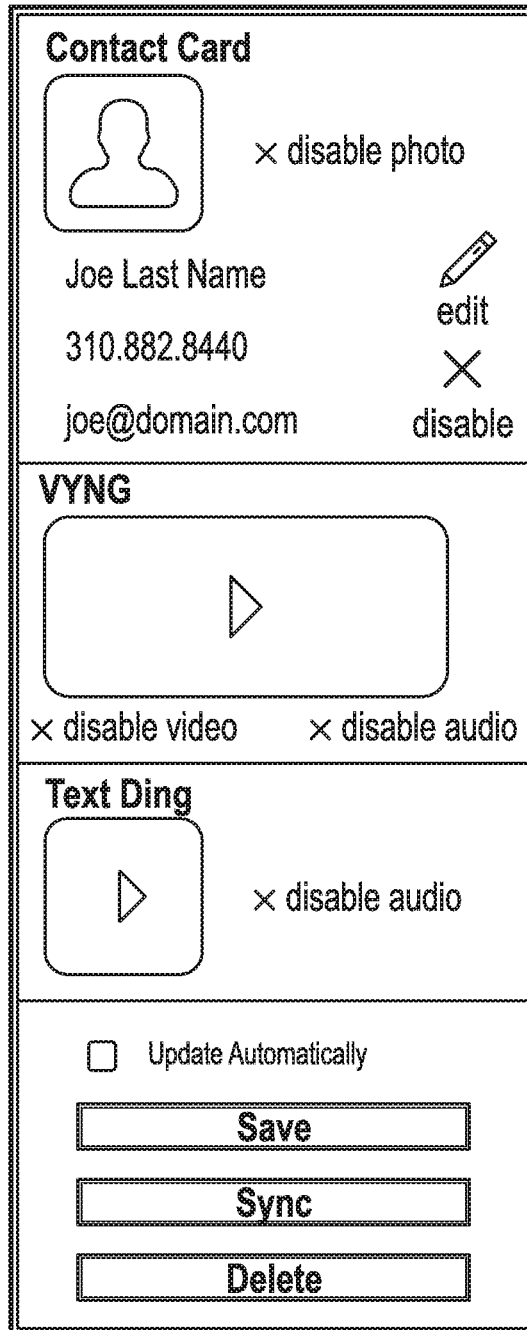 Contact Card
× disable photo
Joe Last Name
edit
310.882.8440
joe@domain.com
× disable
VYNG
× disable video × disable audio
Text Ding
× disable audio
Update Automatically
Save
Sync
Delete